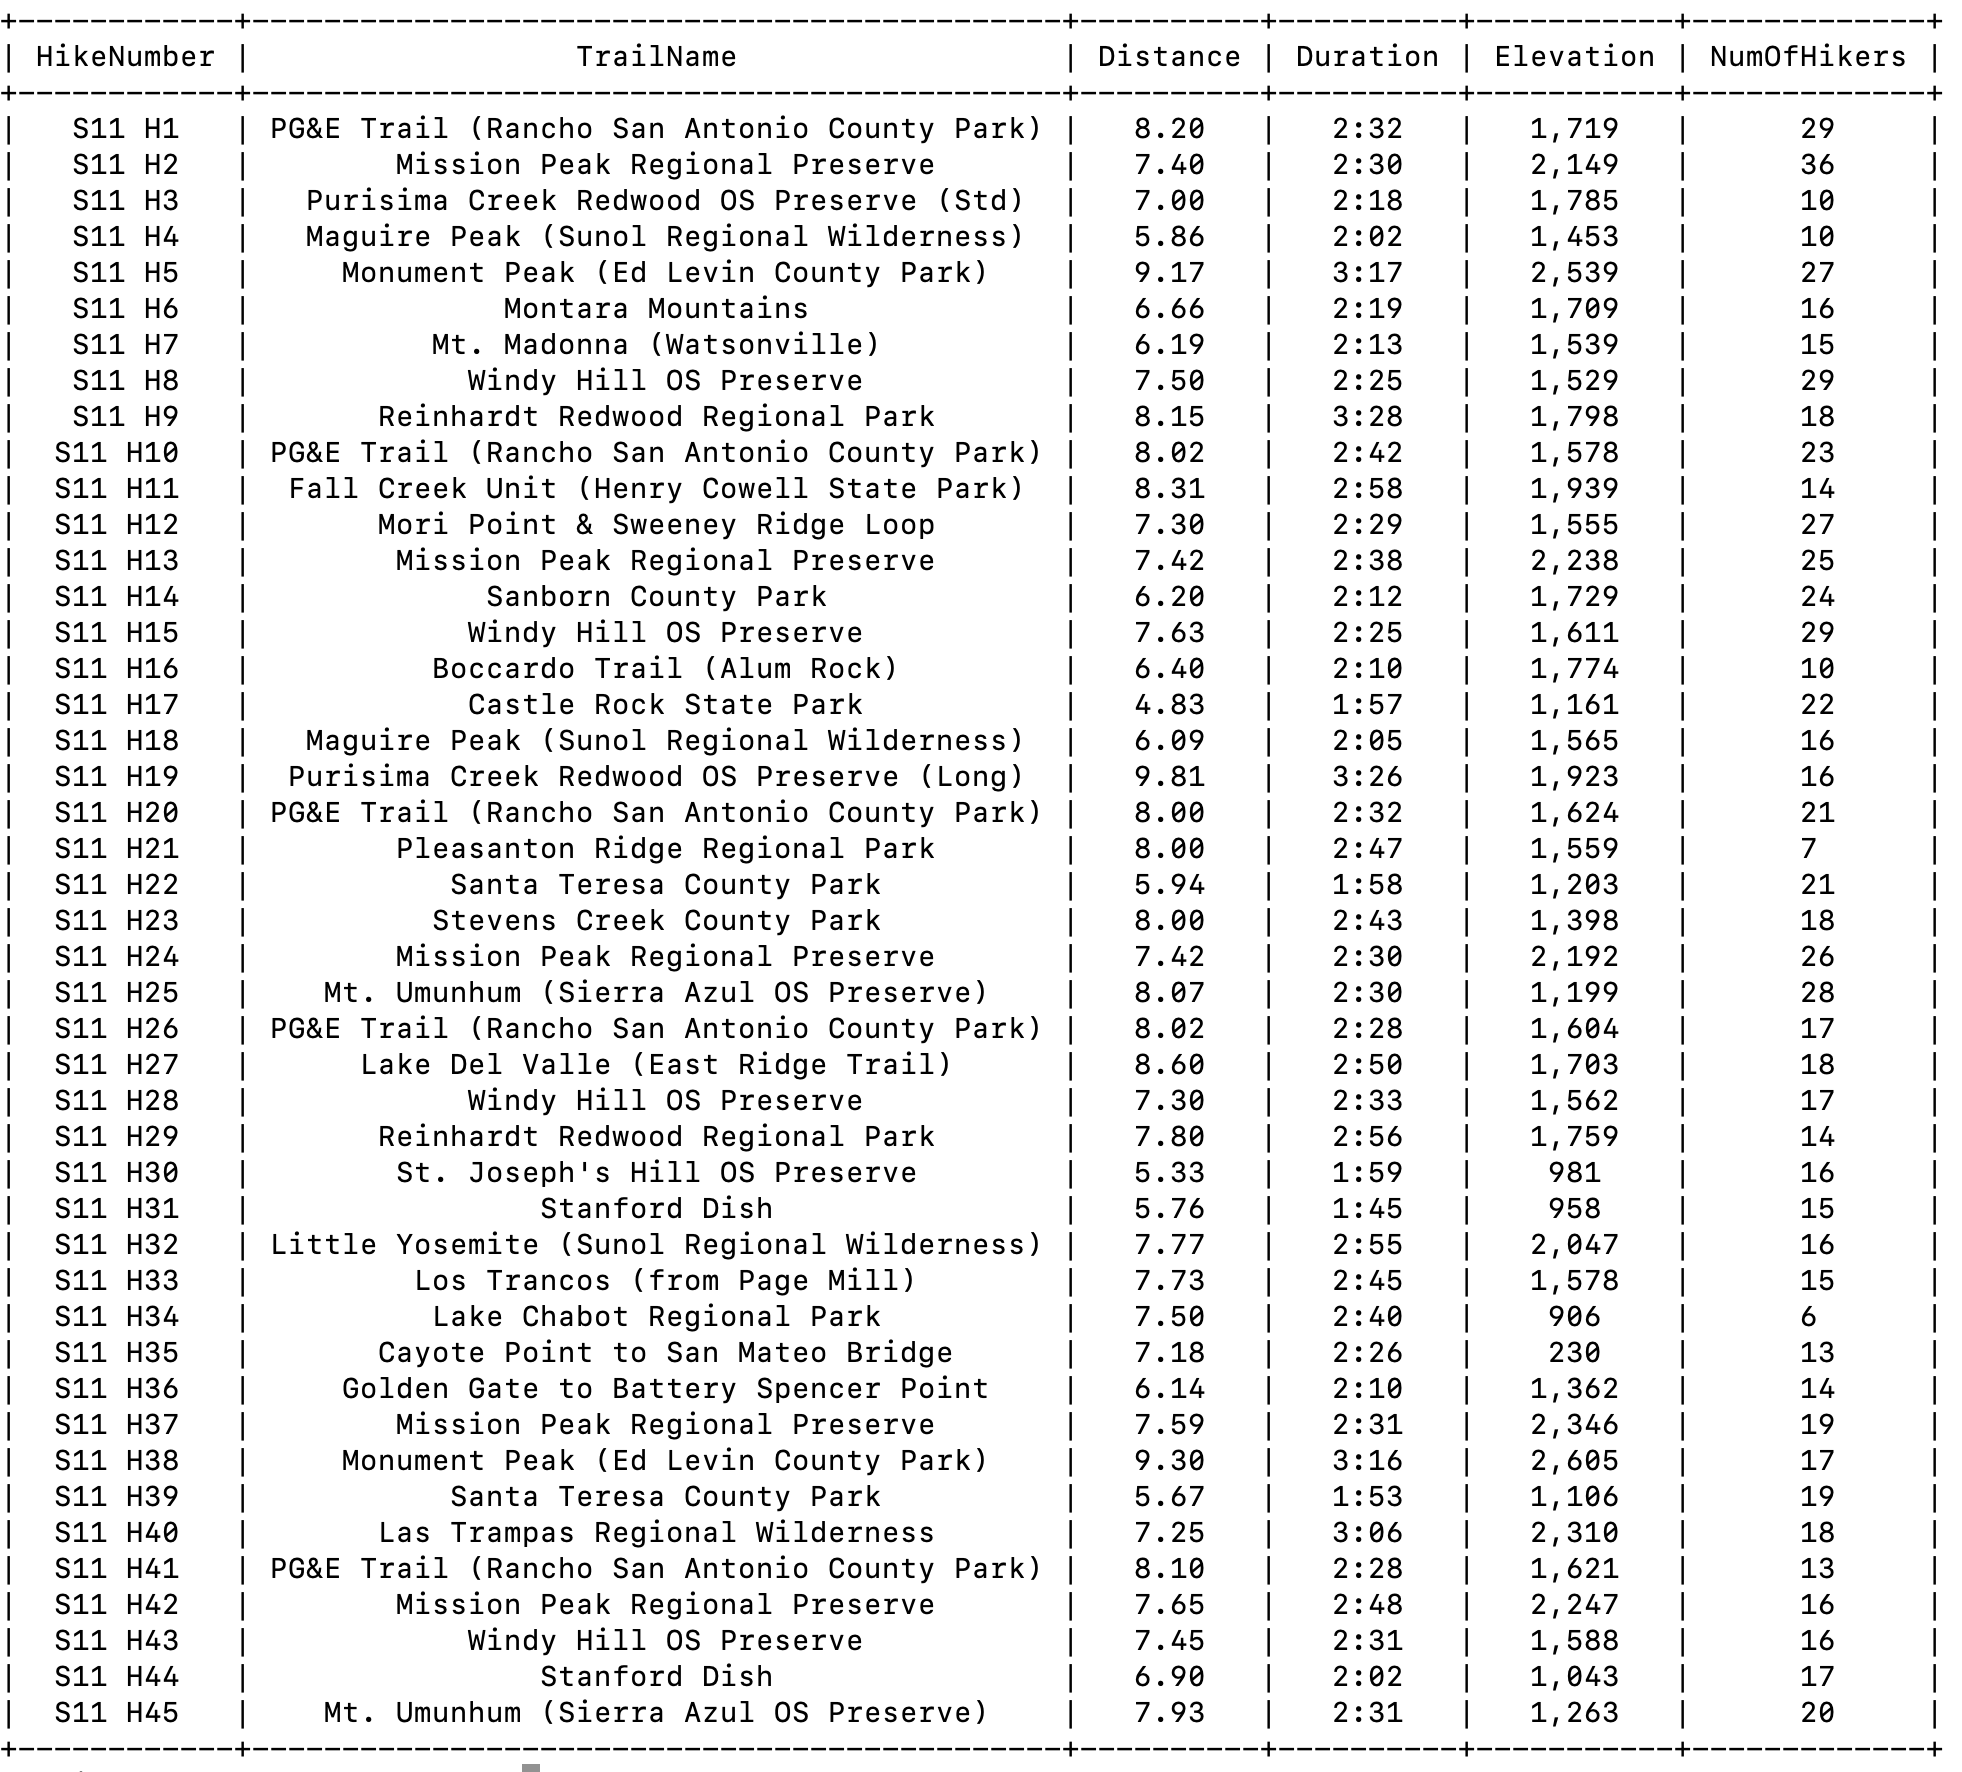 | HikeNumber | TrailName | Distance | Duration | Elevation | NumOfHikers |
| S11 H1 | PG&E Trail (Rancho San Antonio County Park) | 8.20 | 2:32 | 1,719 | 29 |
| S11 H2 | Mission Peak Regional Preserve | 7.40 | 2:30 | 2,149 | 36 |
| S11 H3 | Purisima Creek Redwood OS Preserve (Std) | 7.00 | 2:18 | 1,785 | 10 |
| S11 H4 | Maguire Peak (Sunol Regional Wilderness) | 5.86 | 2:02 | 1,453 | 10 |
| S11 H5 | Monument Peak (Ed Levin County Park) | 9.17 | 3:17 | 2,539 | 27 |
| S11 H6 | Montara Mountains | 6.66 | 2:19 | 1,709 | 16 |
| S11 H7 | Mt. Madonna (Watsonville) | 6.19 | 2:13 | 1,539 | 15 |
| S11 H8 | Windy Hill OS Preserve | 7.50 | 2:25 | 1,529 | 29 |
| S11 H9 | Reinhardt Redwood Regional Park | 8.15 | 3:28 | 1,798 | 18 |
| S11 H10 | PG&E Trail (Rancho San Antonio County Park) | 8.02 | 2:42 | 1,578 | 23 |
| S11 H11 | Fall Creek Unit (Henry Cowell State Park) | 8.31 | 2:58 | 1,939 | 14 |
| S11 H12 | Mori Point & Sweeney Ridge Loop | 7.30 | 2:29 | 1,555 | 27 |
| S11 H13 | Mission Peak Regional Preserve | 7.42 | 2:38 | 2,238 | 25 |
| S11 H14 | Sanborn County Park | 6.20 | 2:12 | 1,729 | 24 |
| S11 H15 | Windy Hill OS Preserve | 7.63 | 2:25 | 1,611 | 29 |
| S11 H16 | Boccardo Trail (Alum Rock) | 6.40 | 2:10 | 1,774 | 10 |
| S11 H17 | Castle Rock State Park | 4.83 | 1:57 | 1,161 | 22 |
| S11 H18 | Maguire Peak (Sunol Regional Wilderness) | 6.09 | 2:05 | 1,565 | 16 |
| S11 H19 | Purisima Creek Redwood OS Preserve (Long) | 9.81 | 3:26 | 1,923 | 16 |
| S11 H20 | PG&E Trail (Rancho San Antonio County Park) | 8.00 | 2:32 | 1,624 | 21 |
| S11 H21 | Pleasanton Ridge Regional Park | 8.00 | 2:47 | 1,559 | 7 |
| S11 H22 | Santa Teresa County Park | 5.94 | 1:58 | 1,203 | 21 |
| S11 H23 | Stevens Creek County Park | 8.00 | 2:43 | 1,398 | 18 |
| S11 H24 | Mission Peak Regional Preserve | 7.42 | 2:30 | 2,192 | 26 |
| S11 H25 | Mt. Umunhum (Sierra Azul OS Preserve) | 8.07 | 2:30 | 1,199 | 28 |
| S11 H26 | PG&E Trail (Rancho San Antonio County Park) | 8.02 | 2:28 | 1,604 | 17 |
| S11 H27 | Lake Del Valle (East Ridge Trail) | 8.60 | 2:50 | 1,703 | 18 |
| S11 H28 | Windy Hill OS Preserve | 7.30 | 2:33 | 1,562 | 17 |
| S11 H29 | Reinhardt Redwood Regional Park | 7.80 | 2:56 | 1,759 | 14 |
| S11 H30 | St. Joseph's Hill OS Preserve | 5.33 | 1:59 | 981 | 16 |
| S11 H31 | Stanford Dish | 5.76 | 1:45 | 958 | 15 |
| S11 H32 | Little Yosemite (Sunol Regional Wilderness) | 7.77 | 2:55 | 2,047 | 16 |
| S11 H33 | Los Trancos (from Page Mill) | 7.73 | 2:45 | 1,578 | 15 |
| S11 H34 | Lake Chabot Regional Park | 7.50 | 2:40 | 906 | 6 |
| S11 H35 | Cayote Point to San Mateo Bridge | 7.18 | 2:26 | 230 | 13 |
| S11 H36 | Golden Gate to Battery Spencer Point | 6.14 | 2:10 | 1,362 | 14 |
| S11 H37 | Mission Peak Regional Preserve | 7.59 | 2:31 | 2,346 | 19 |
| S11 H38 | Monument Peak (Ed Levin County Park) | 9.30 | 3:16 | 2,605 | 17 |
| S11 H39 | Santa Teresa County Park | 5.67 | 1:53 | 1,106 | 19 |
| S11 H40 | Las Trampas Regional Wilderness | 7.25 | 3:06 | 2,310 | 18 |
| S11 H41 | PG&E Trail (Rancho San Antonio County Park) | 8.10 | 2:28 | 1,621 | 13 |
| S11 H42 | Mission Peak Regional Preserve | 7.65 | 2:48 | 2,247 | 16 |
| S11 H43 | Windy Hill OS Preserve | 7.45 | 2:31 | 1,588 | 16 |
| S11 H44 | Stanford Dish | 6.90 | 2:02 | 1,043 | 17 |
| S11 H45 | Mt. Umunhum (Sierra Azul OS Preserve) | 7.93 | 2:31 | 1,263 | 20 |